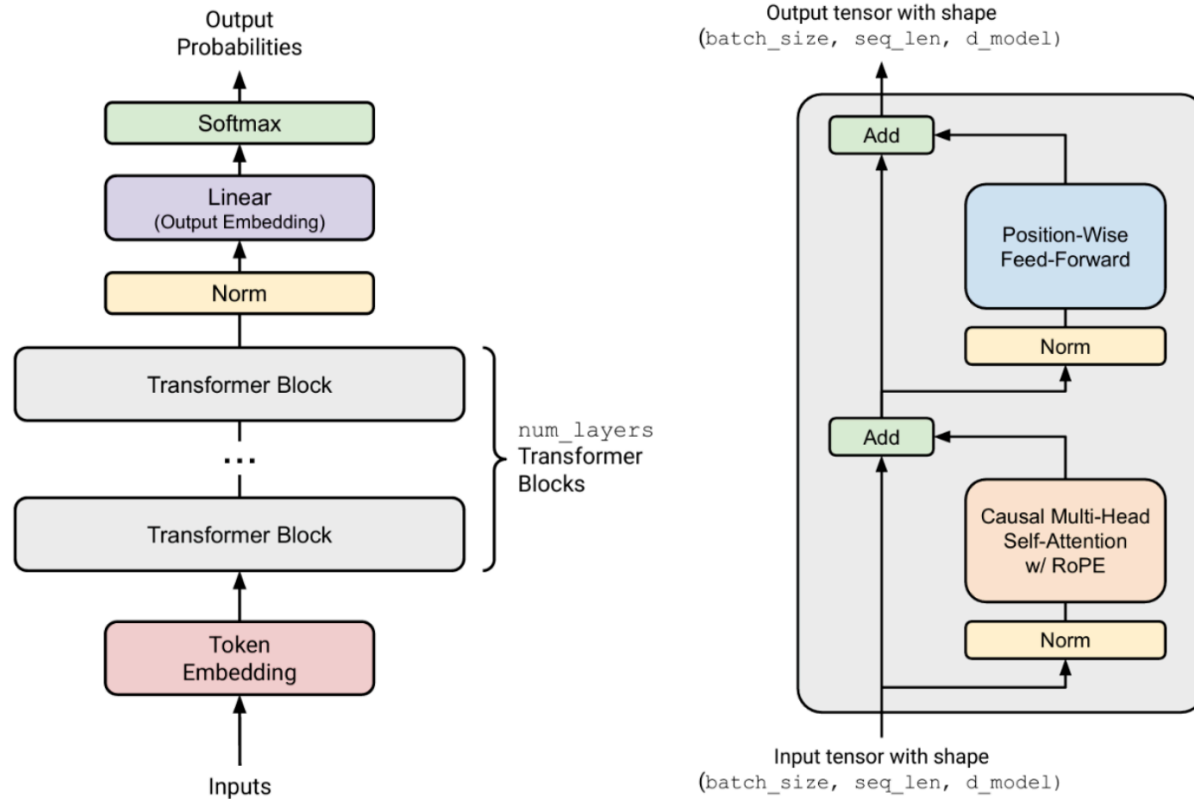 Output
Probabilities
Softmax
Linear
(Output Embedding)
Norm
Transformer Block
...
Transformer Block
num_layers
Transformer
Blocks
Token
Embedding
Inputs
Output tensor with shape
(batch_size, seq_len, d_model)
Add
Position-Wise
Feed-Forward
Norm
Add
Causal Multi-Head
Self-Attention
w/ RoPE
Norm
Input tensor with shape
(batch_size, seq_len, d_model)